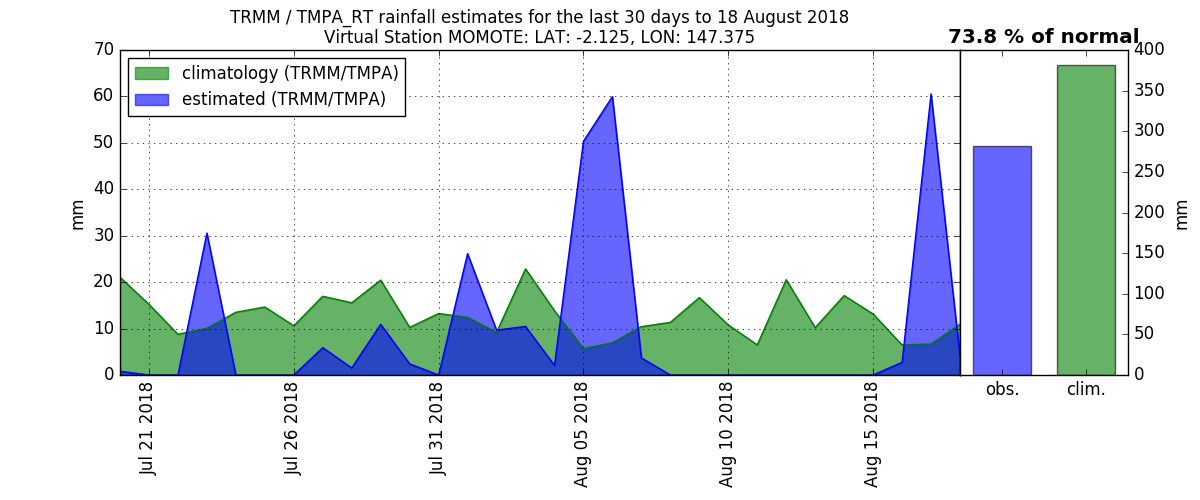 TRMM / TMPA_RT rainfall estimates for the last 30 days to 18 August 2018
Virtual Station MOMOTE: LAT: -2.125, LON: 147.375
73.8 % of normal
climatology (TRMM/TMPA)
estimated (TRMM/TMPA)
mm
70
60
50
40
30
20
10
0
Jul 21 2018
Jul 26 2018
Jul 31 2018
Aug 05 2018
Aug 10 2018
Aug 15 2018
obs.
clim.
400
350
300
250
200
150
100
50
0
mm